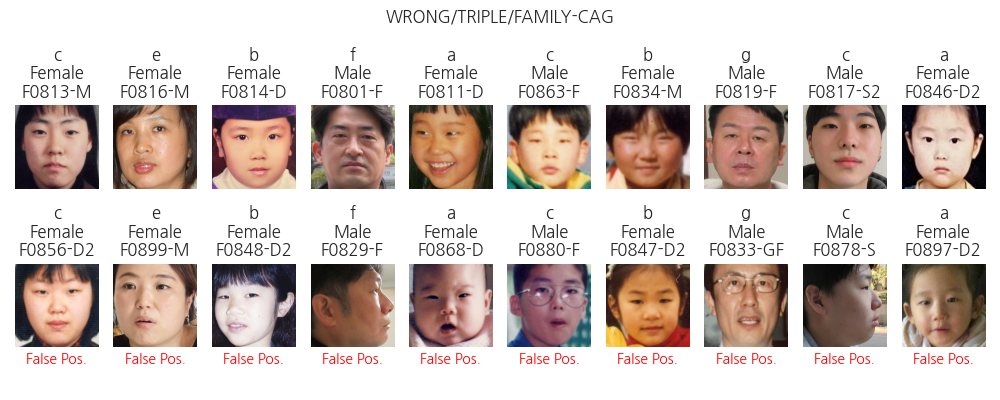 WRONG/TRIPLE/FAMILY-CAG
c e b f a c b g c a
Female Female Female Male Female Male Female Male Male Female
F0813-M F0816-M F0814-D F0801-F F0811-D F0863-F F0834-M F0819-F F0817-S2 F0846-D2
c e b f a c b g c a
Female Female Female Male Female Male Female Male Male Female
F0856-D2 F0899-M F0848-D2 F0829-F F0868-D F0880-F F0847-D2 F0833-GF F0878-S F0897-D2
False Pos. False Pos. False Pos. False Pos. False Pos. False Pos. False Pos. False Pos. False Pos. False Pos.